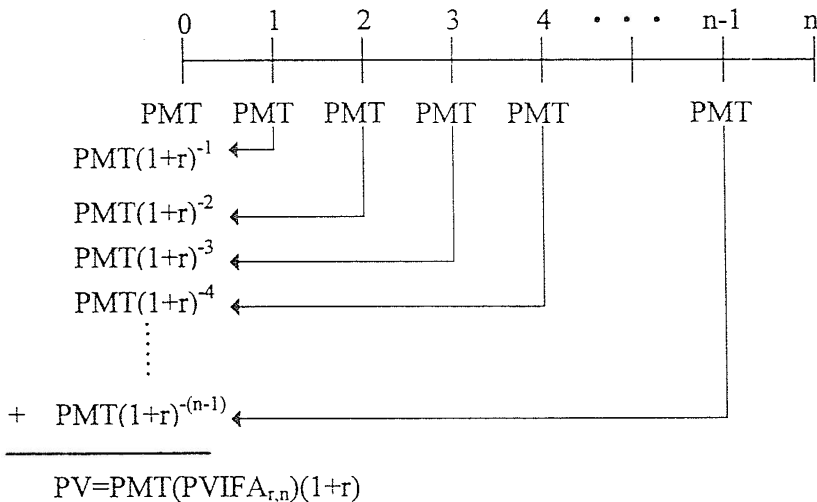 0 1 2 3 4 · · · n-1 n
PMT PMT PMT PMT PMT PMT
PMT(1+r)⁻¹
PMT(1+r)⁻²
PMT(1+r)⁻³
PMT(1+r)⁻⁴
+ PMT(1+r)⁻⁽ⁿ⁻¹⁾
PV=PMT(PVIFAᵣ,ₙ)(1+r)